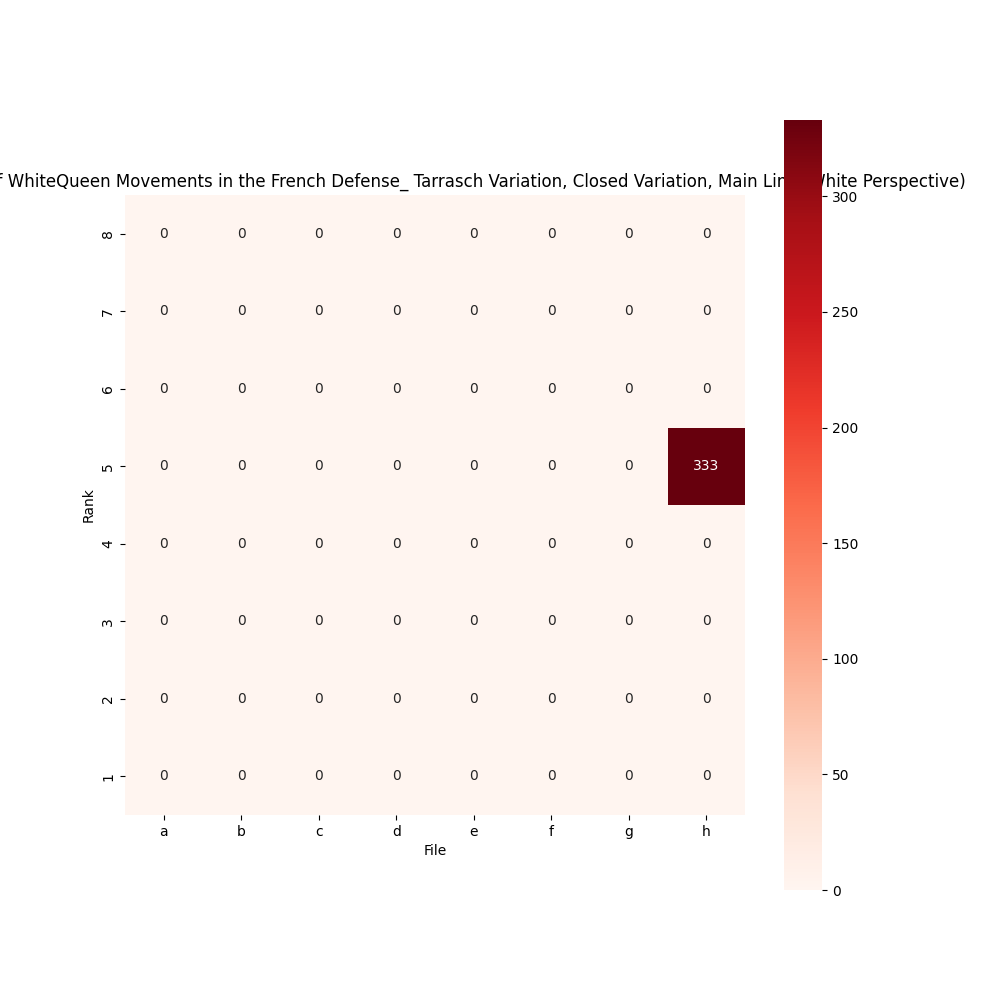 WhiteQueen Movements in the French Defense_ Tarrasch Variation, Closed Variation, Main Perspective)
300
8 0 0 0 0 0 0 0 0
250
7 0 0 0 0 0 0 0 0
6 0 0 0 0 0 0 0 0
200
5 0 0 0 0 0 0 0 333
Rank
150
4 0 0 0 0 0 0 0 0
3 0 0 0 0 0 0 0 0
100
2 0 0 0 0 0 0 0 0
50
1 0 0 0 0 0 0 0 0
a b c d e f g h
File
0